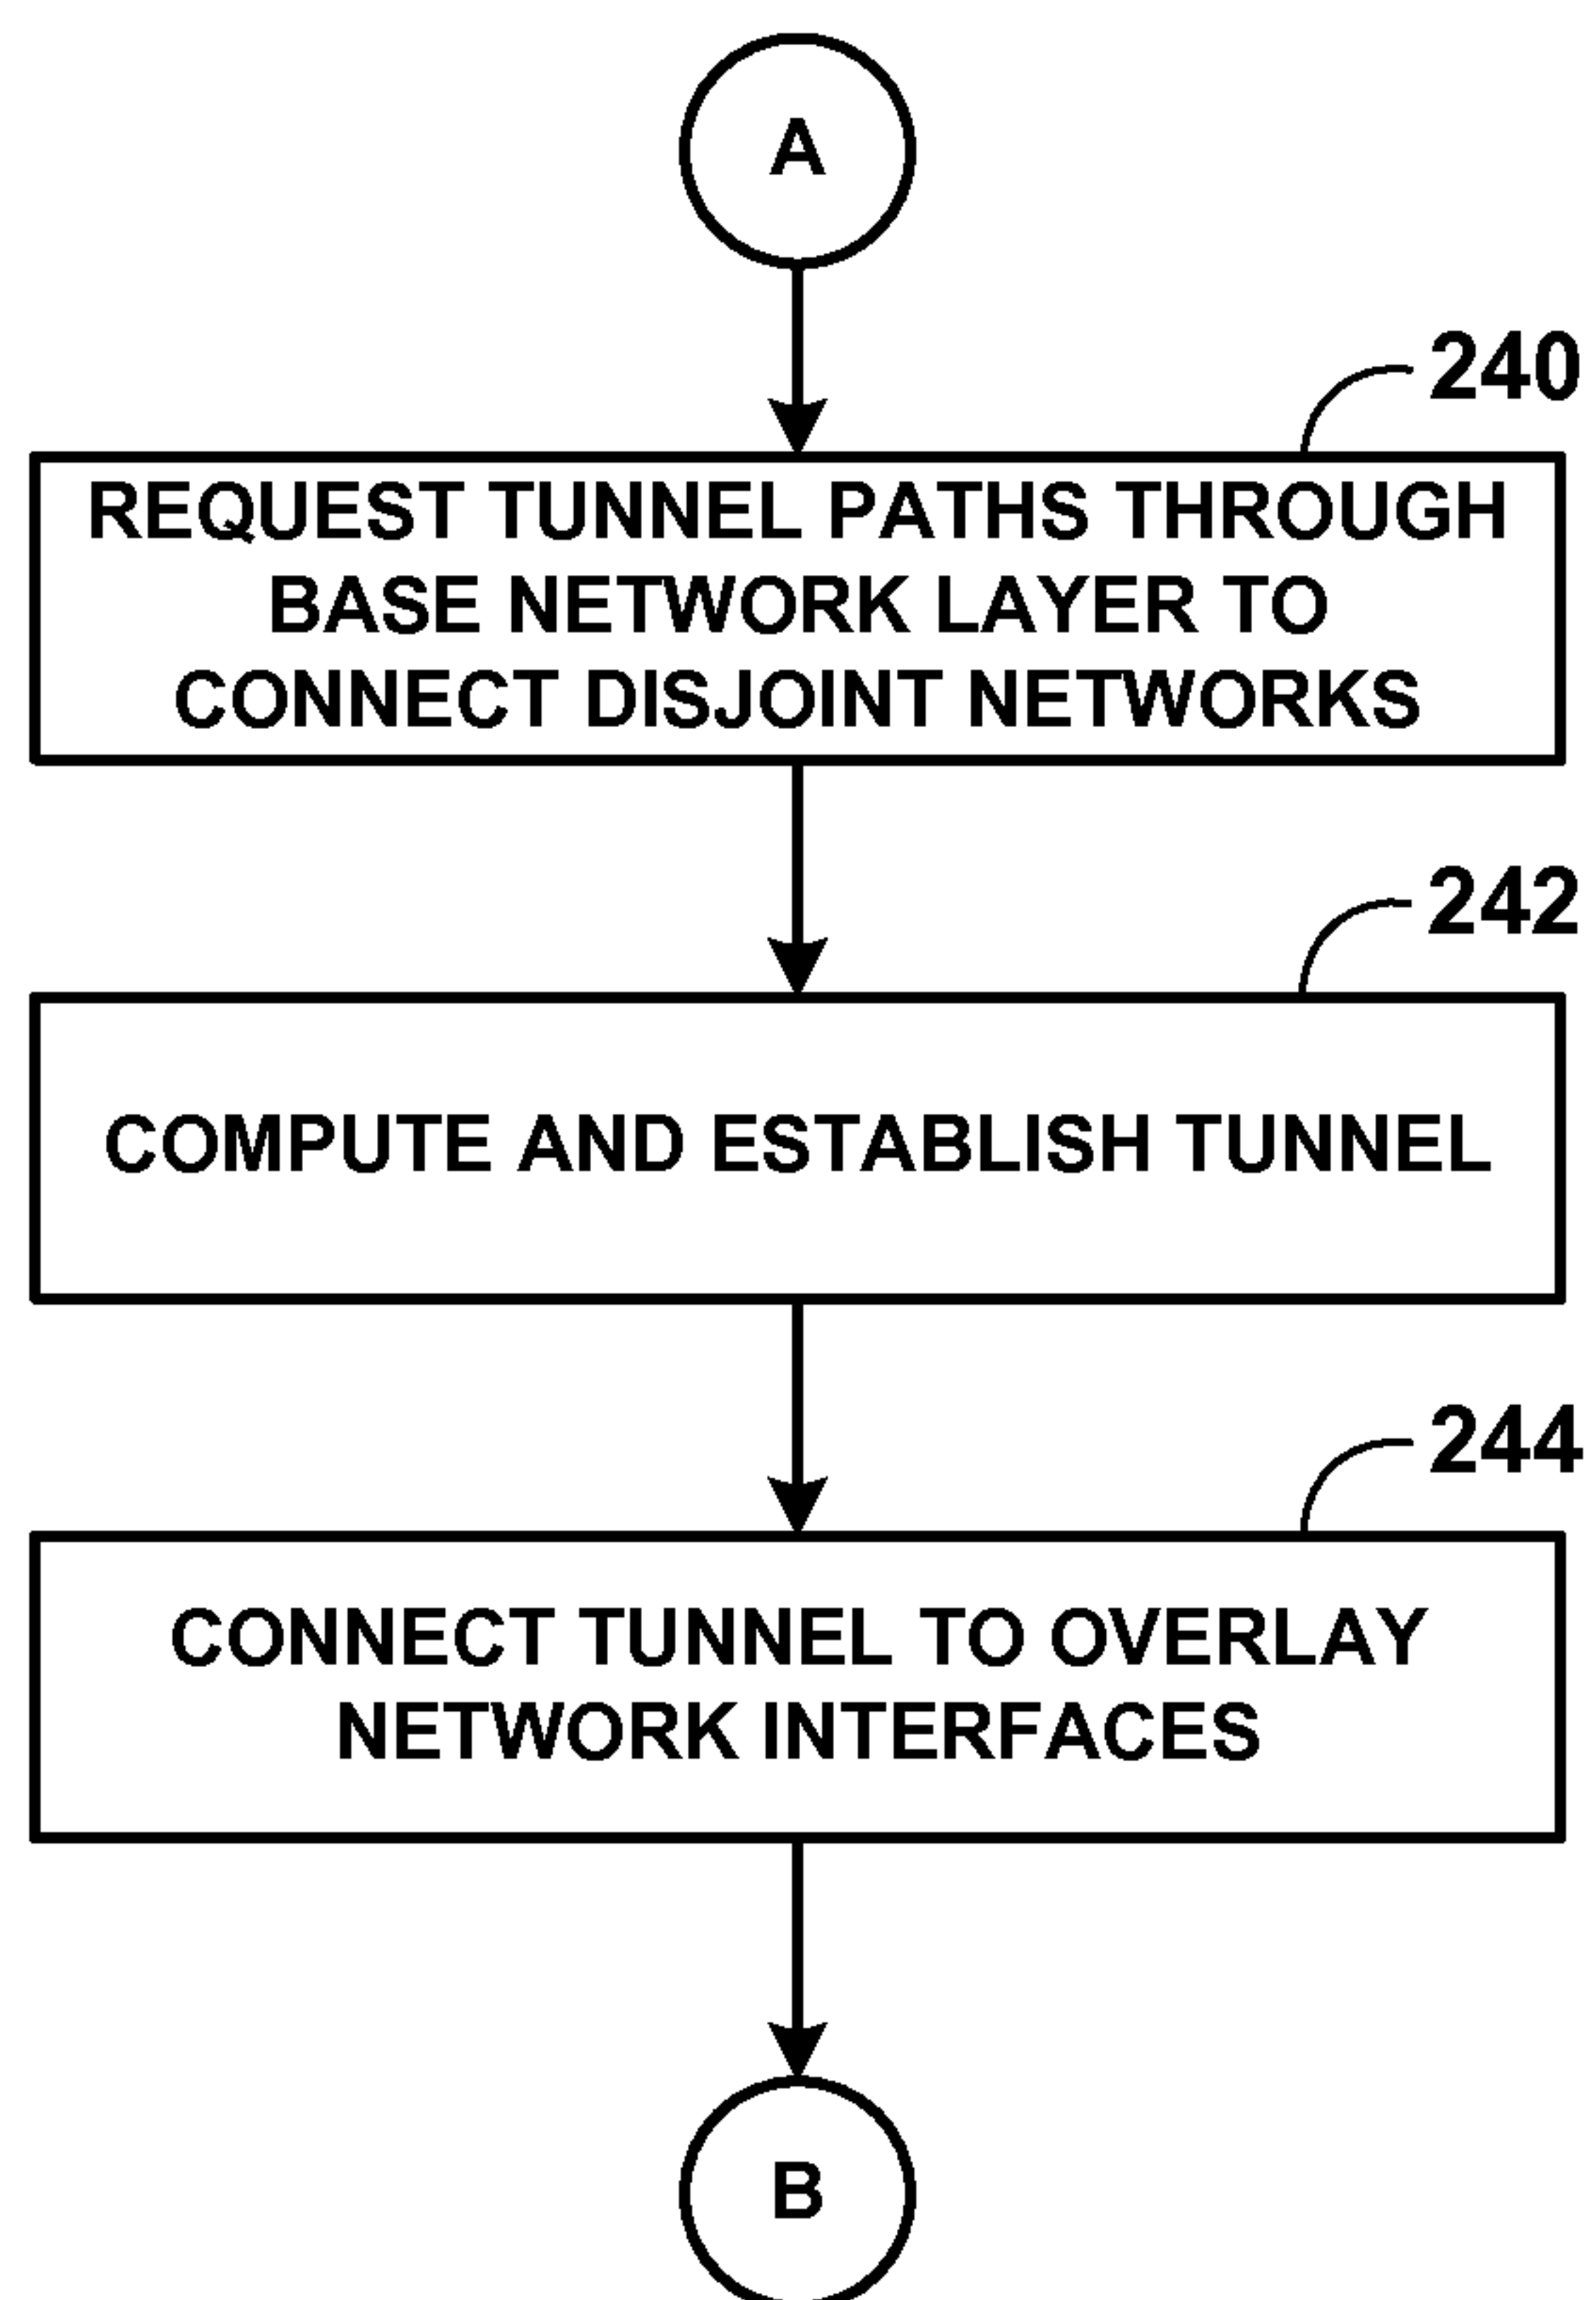 A
240
REQUEST TUNNEL PATHS THROUGH
BASE NETWORK LAYER TO
CONNECT DISJOINT NETWORKS
242
COMPUTE AND ESTABLISH TUNNEL
244
CONNECT TUNNEL TO OVERLAY
NETWORK INTERFACES
B